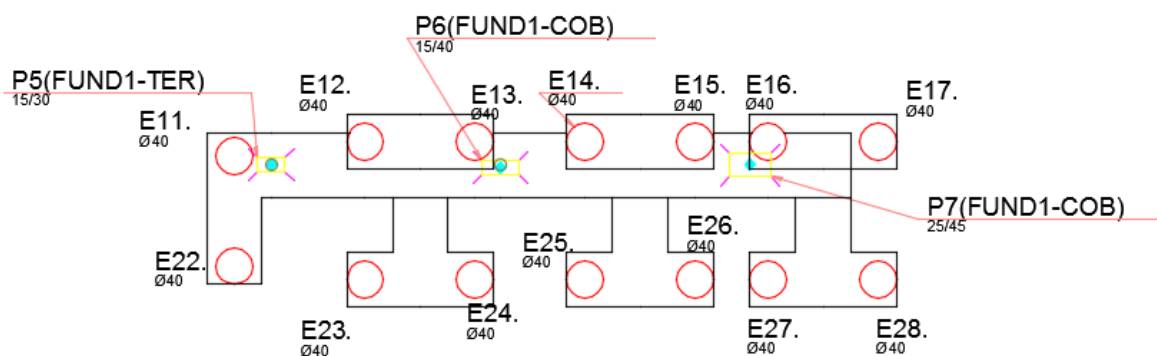 P6(FUND1-COB)
15/40
P5(FUND1-TER)
15/30
E12.
Ø40
E13.
Ø40
E14.
Ø40
E15.
Ø40
E16.
Ø40
E17.
Ø40
E11.
Ø40
P7(FUND1-COB)
25/45
E22.
Ø40
E25.
Ø40
E26.
Ø40
E23.
Ø40
E24.
Ø40
E27.
Ø40
E28.
Ø40